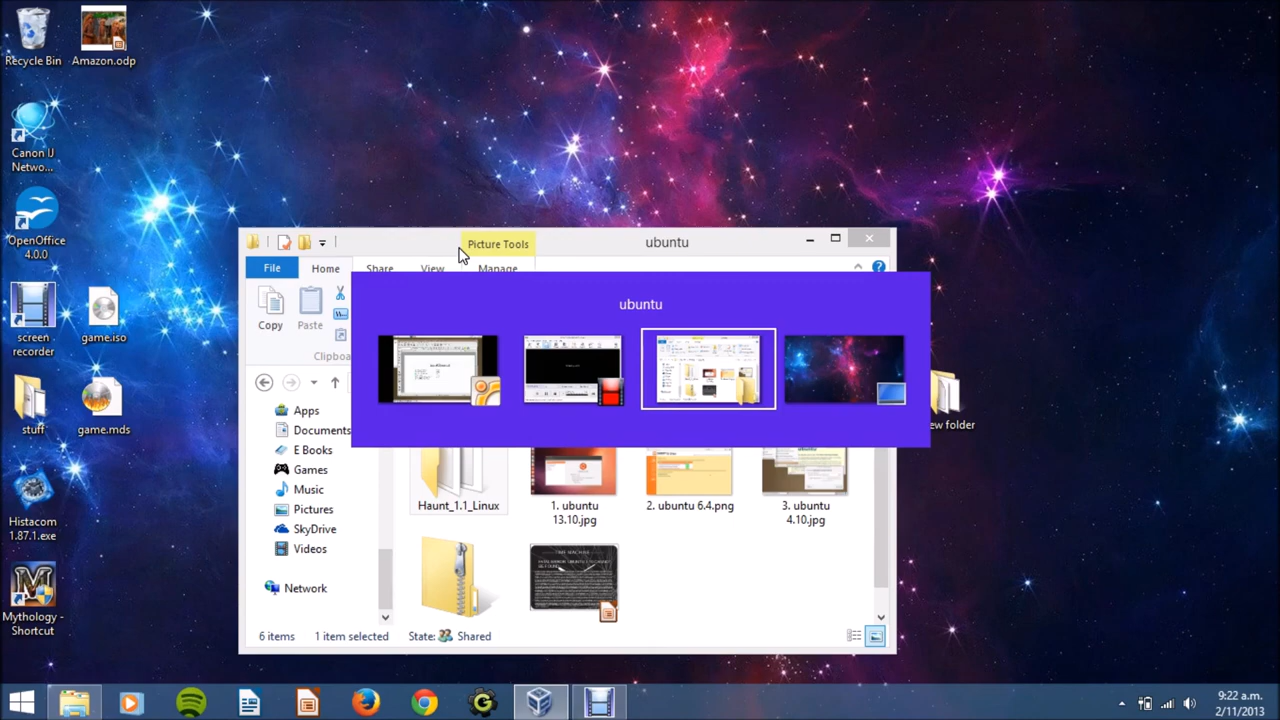 Recycle Bin
Amazon.odp
Canon IJ
Netwo...
OpenOffice
4.0.0
screen
recorder
game.iso
stuff
game.mds
Histacom
1.87.1.exe
Mythology -
Shortcut
Picture Tools
ubuntu
File
Home
Share
View
Manage
Copy
Paste
Clipboa
ubuntu
Apps
Documents
E Books
Games
Music
Pictures
SkyDrive
Videos
Network
Haunt_1.1_Linux
1. ubuntu
13.10.jpg
2. ubuntu 6.4.png
3. ubuntu
4.10.jpg
ew folder
6 items
1 item selected
State:
Shared
9:22 a.m.
2/11/2013